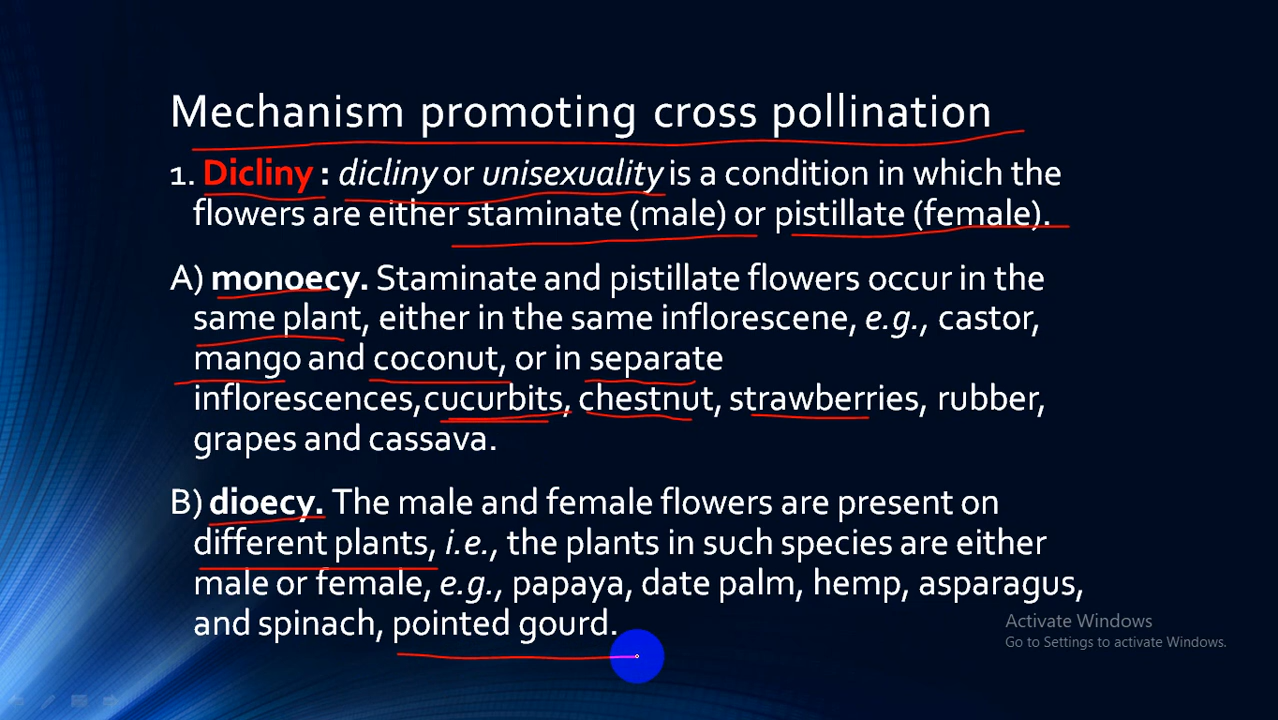 Mechanism promoting cross pollination
1. Dicliny : dicliny or unisexuality is a condition in which the
flowers are either staminate (male) or pistillate (female).
A) monoecy. Staminate and pistillate flowers occur in the
same plant, either in the same inflorescene, e.g., castor,
mango and coconut, or in separate
inflorescences,cucurbits, chestnut, strawberries, rubber,
grapes and cassava.
B) dioecy. The male and female flowers are present on
different plants, i.e., the plants in such species are either
male or female, e.g., papaya, date palm, hemp, asparagus,
and spinach, pointed gourd.
Activate Windows
Go to Settings to activate Windows.